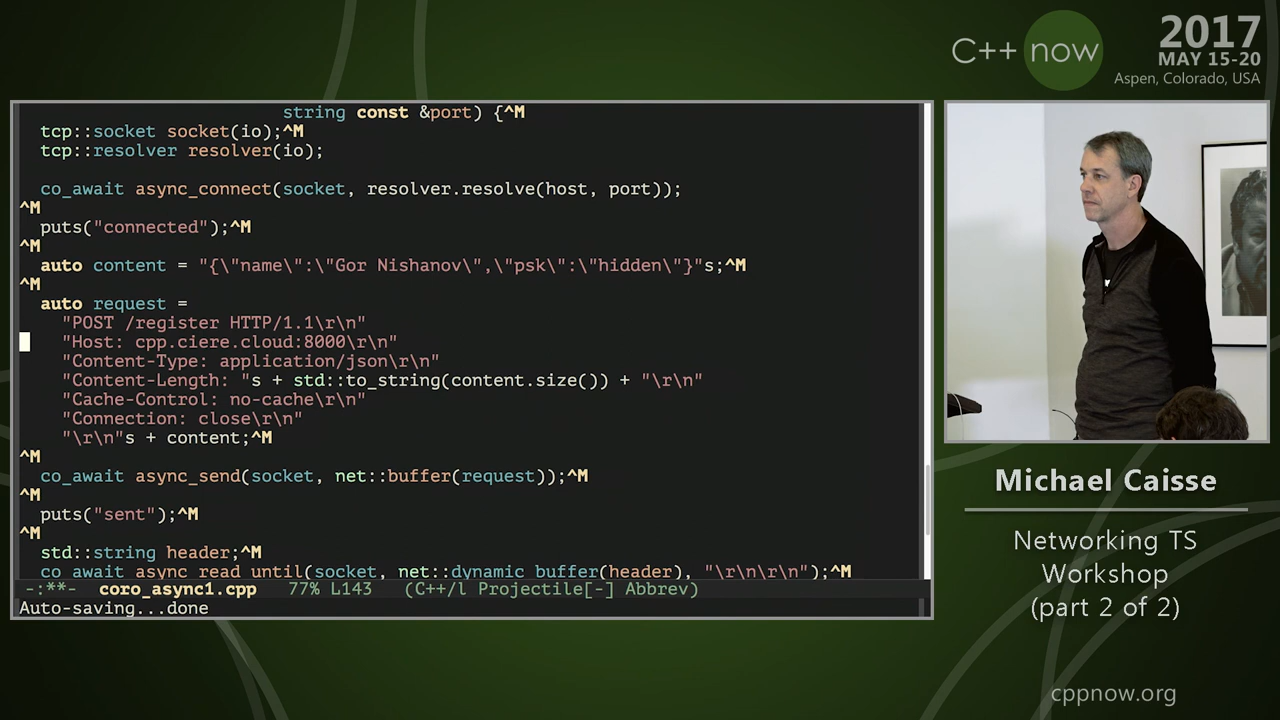 C++ now
2017
MAY 15-20
Aspen, Colorado, USA
string const &port) {^M
tcp::socket socket(io);^M
tcp::resolver resolver(io);
co_await async_connect(socket, resolver.resolve(host, port));
^M
puts("connected");^M
^M
auto content = "{\"name\":\"Gor Nishanov\",\"psk\":\"hidden\"}"s;^M
^M
auto request =
"POST /register HTTP/1.1\r\n"
"Host: cpp.ciere.cloud:8000\r\n"
"Content-Type: application/json\r\n"
"Content-Length: "s + std::to_string(content.size()) + "\r\n"
"Cache-Control: no-cache\r\n"
"Connection: close\r\n"
"\r\n"s + content;^M
^M
co_await async_send(socket, net::buffer(request));^M
^M
puts("sent");^M
^M
std::string header;^M
co_await async_read_until(socket, net::dynamic_buffer(header), "\r\n\r\n");^M
-:**- coro_async1.cpp 77% L143 (C++/l Projectile[-] Abbrev)
Auto-saving...done
Michael Caisse
Networking TS
Workshop
(part 2 of 2)
cppnow.org